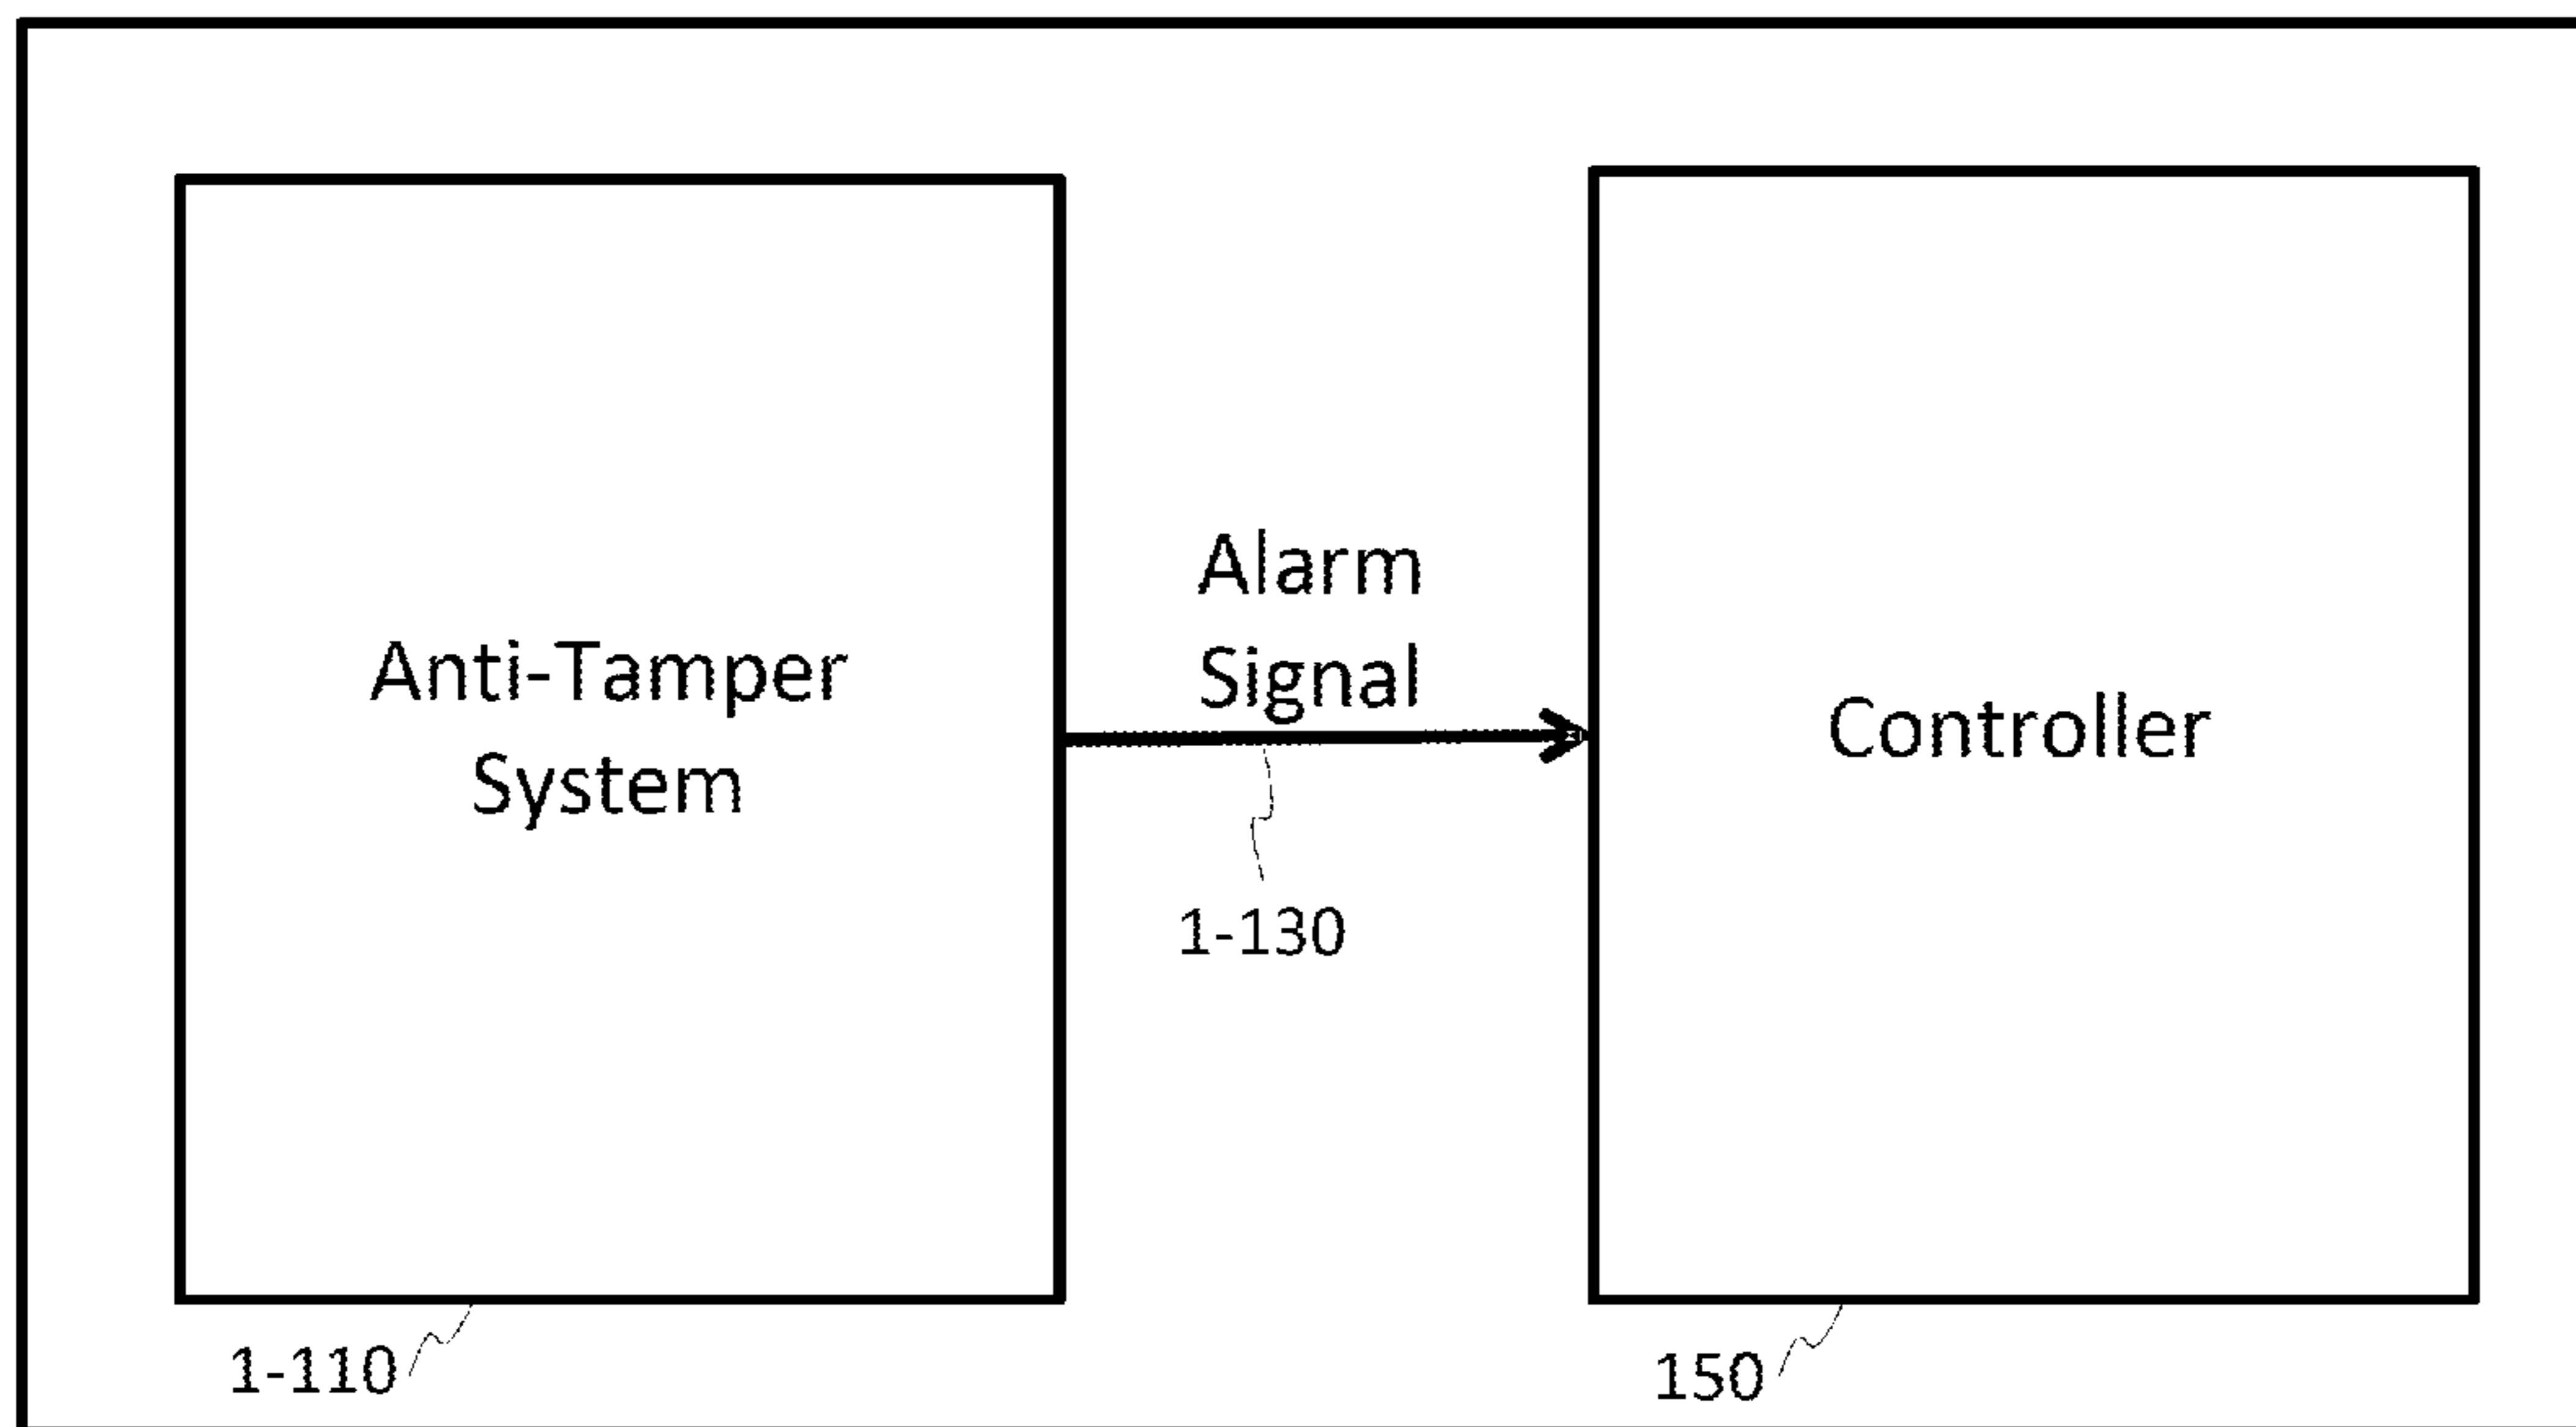 Anti-Tamper
System
1-110
Alarm
Signal
1-130
Controller
150